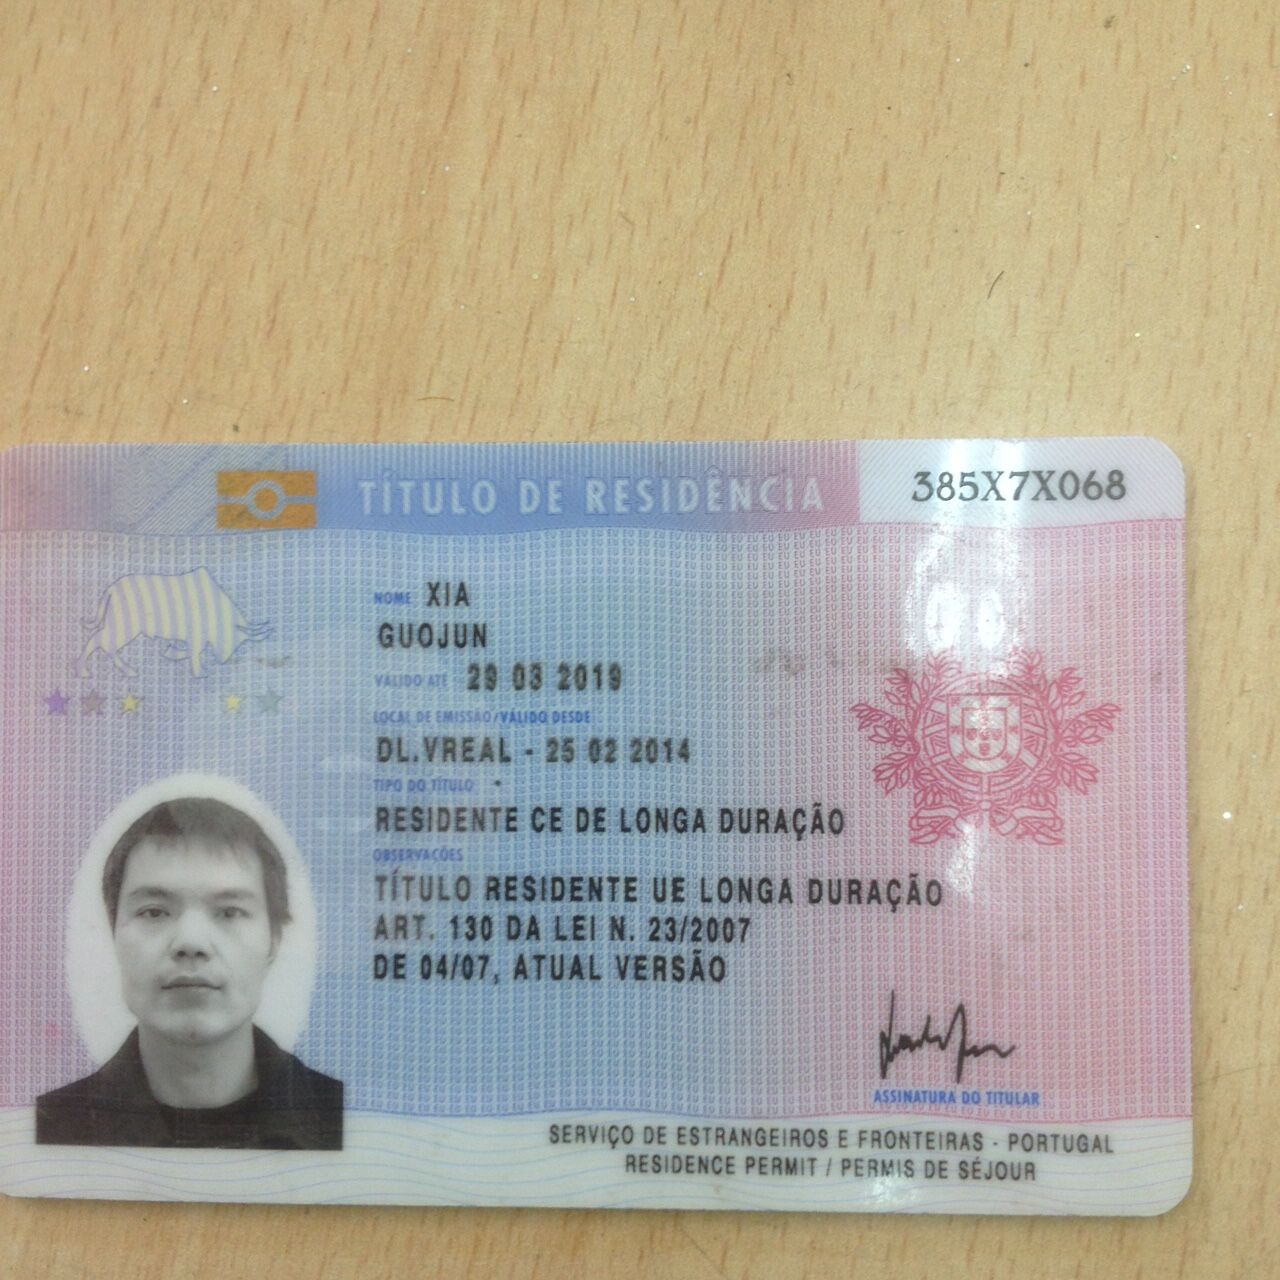 TÍTULO DE RESIDÊNCIA
385X7X068
NOME XIA
GUOJUN
VÁLIDO ATÉ 29 03 2019
LOCAL DE EMISSÃO/VÁLIDO DESDE
DL.VREAL - 25 02 2014
TIPO DO TÍTULO
RESIDENTE CE DE LONGA DURAÇÃO
OBSERVAÇÕES
TÍTULO RESIDENTE UE LONGA DURAÇÃO
ART. 130 DA LEI N. 23/2007
DE 04/07, ATUAL VERSÃO
ASSINATURA DO TITULAR
SERVIÇO DE ESTRANGEIROS E FRONTEIRAS - PORTUGAL
RESIDENCE PERMIT / PERMIS DE SÉJOUR